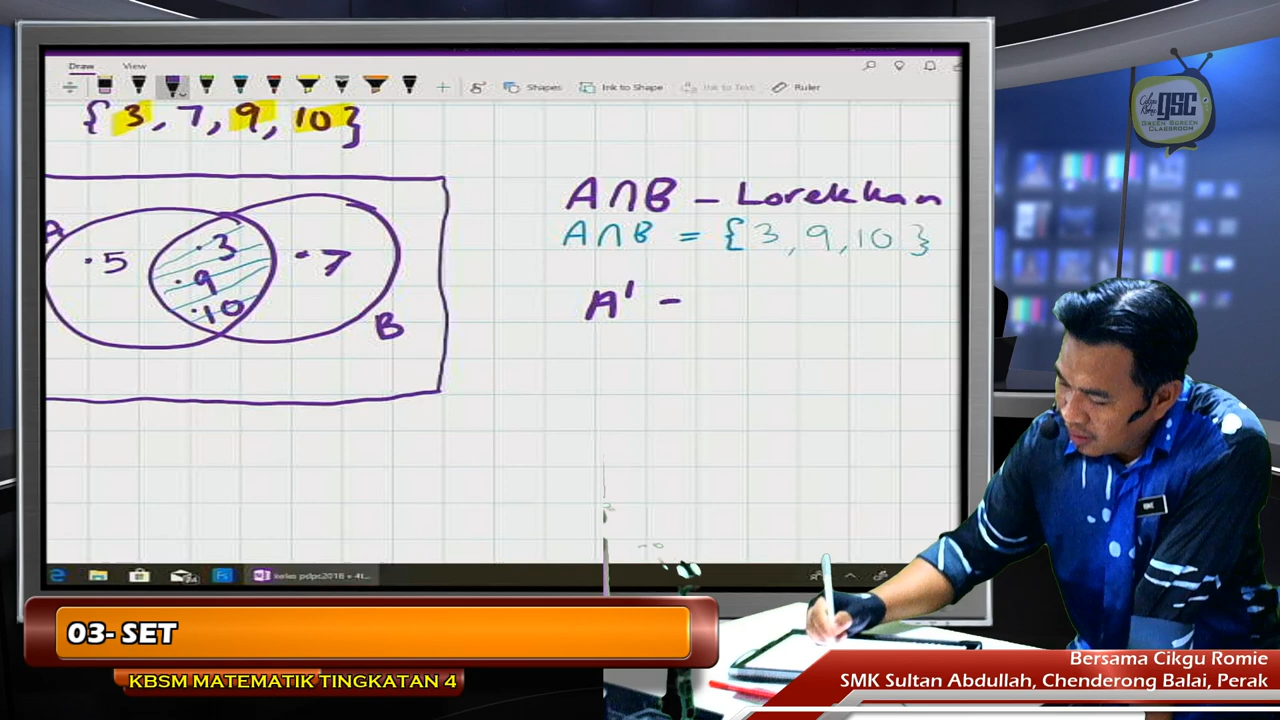 Draw View
Shapes Ink to Shape Ink to Text Ruler
{3, 7, 9, 10}
A∩B – Lorekkan
A∩B = {3, 9, 10}
A' –
A
.5
.3
.9
.10
.7
B
Cikgu Romie gsc
GREEN SCREEN
CLASSROOM
03- SET
KBSM MATEMATIK TINGKATAN 4
Bersama Cikgu Romie
SMK Sultan Abdullah, Chenderong Balai, Perak